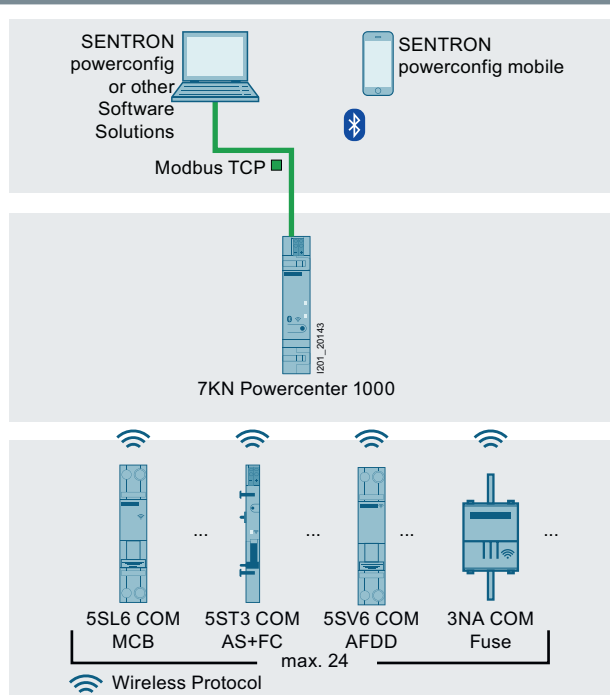 SENTRON
powerconfig
or other
Software
Solutions
SENTRON
powerconfig mobile
Modbus TCP
I201_20143
7KN Powercenter 1000
... ... ... ...
5SL6 COM
MCB
5ST3 COM
AS+FC
5SV6 COM
AFDD
3NA COM
Fuse
max. 24
Wireless Protocol